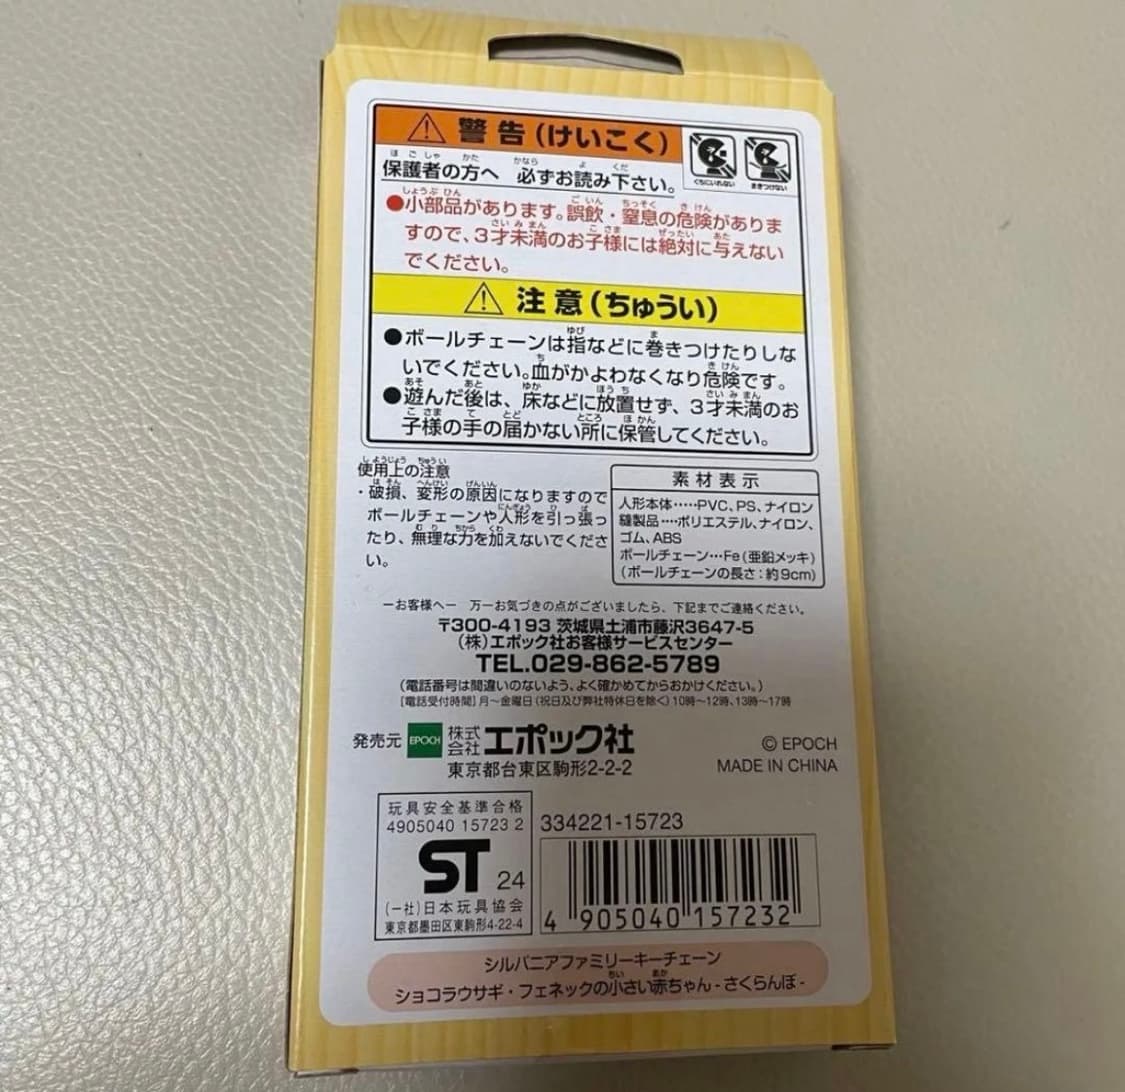 警告(けいこく)
くちにいれない
まきつけない
保護者の方へ 必ずお読み下さい。
●小部品があります。誤飲・窒息の危険がありま
すので、3才未満のお子様には絶対に与えない
でください。
注意(ちゅうい)
●ボールチェーンは指などに巻きつけたりしな
いでください。血がかよわなくなり危険です。
●遊んだ後は、床などに放置せず、3才未満のお
子様の手の届かない所に保管してください。
使用上の注意
・破損、変形の原因になりますので
ボールチェーンや人形を引っ張っ
たり、無理な力を加えないでくださ
い。
素材表示
人形本体‥‥‥PVC、PS、ナイロン
縫製品‥‥ポリエステル、ナイロン、
ゴム、ABS
ボールチェーン…Fe(亜鉛メッキ)
(ボールチェーンの長さ:約9cm)
ーお客様へー 万一お気づきの点がございましたら、下記までご連絡ください。
〒300-4193 茨城県土浦市藤沢3647-5
(株)エポック社お客様サービスセンター
TEL.029-862-5789
(電話番号は間違いのないよう、よく確かめてからおかけください。)
[電話受付時間]月〜金曜日(祝日及び弊社特休日を除く)10時〜12時、13時〜17時
発売元 EPOCH 株式会社エポック社
東京都台東区駒形2-2-2
© EPOCH
MADE IN CHINA
玩具安全基準合格
4905040 15723 2
ST 24
(一社)日本玩具協会
東京都墨田区東駒形4-22-4
334221-15723
4 905040 157232
シルバニアファミリーキーチェーン
ショコラウサギ・フェネックの小さい赤ちゃん-さくらんぼ-